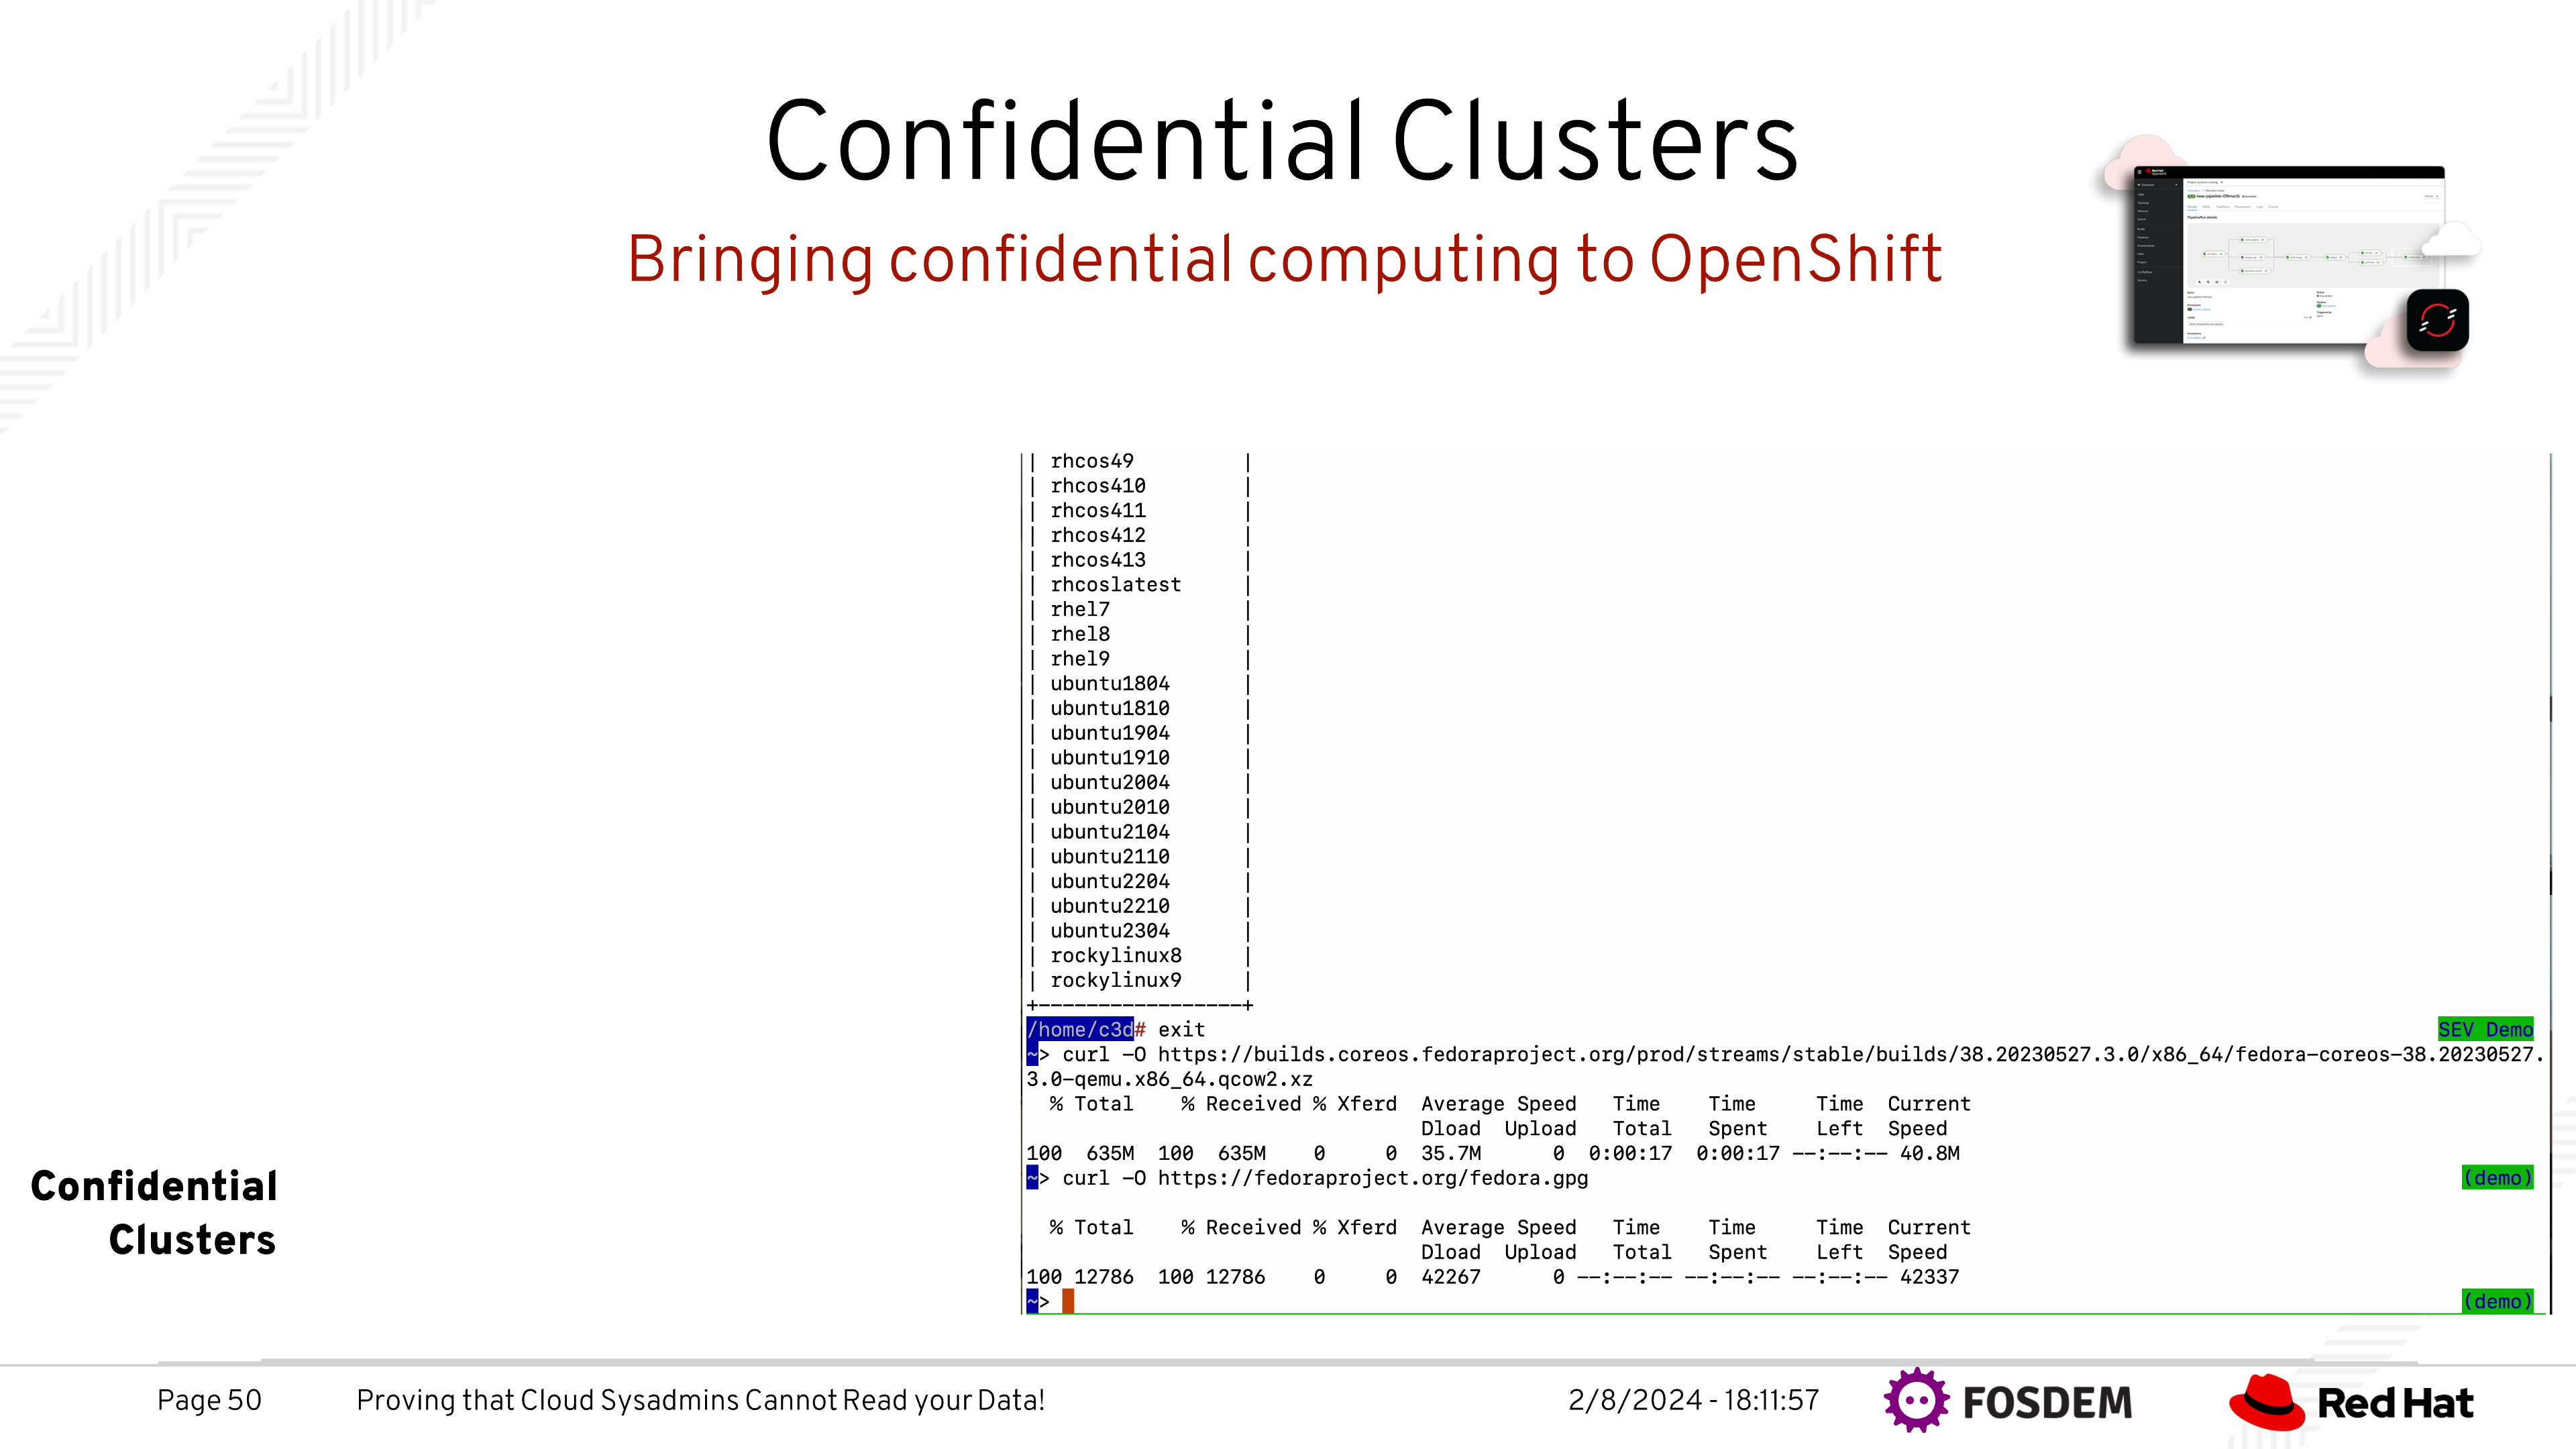 Confidential Clusters
Bringing confidential computing to OpenShift
| rhcos49 |
| rhcos410 |
| rhcos411 |
| rhcos412 |
| rhcos413 |
| rhcoslatest |
| rhel7 |
| rhel8 |
| rhel9 |
| ubuntu1804 |
| ubuntu1810 |
| ubuntu1904 |
| ubuntu1910 |
| ubuntu2004 |
| ubuntu2010 |
| ubuntu2104 |
| ubuntu2110 |
| ubuntu2204 |
| ubuntu2210 |
| ubuntu2304 |
| rockylinux8 |
| rockylinux9 |
+-----------------+
/home/c3d# exit SEV Demo
~> curl -O https://builds.coreos.fedoraproject.org/prod/streams/stable/builds/38.20230527.3.0/x86_64/fedora-coreos-38.20230527.
3.0-qemu.x86_64.qcow2.xz
% Total % Received % Xferd Average Speed Time Time Time Current
Dload Upload Total Spent Left Speed
100 635M 100 635M 0 0 35.7M 0 0:00:17 0:00:17 --:--:-- 40.8M
~> curl -O https://fedoraproject.org/fedora.gpg (demo)
% Total % Received % Xferd Average Speed Time Time Time Current
Dload Upload Total Spent Left Speed
100 12786 100 12786 0 0 42267 0 --:--:-- --:--:-- --:--:-- 42337
~> (demo)
Confidential
Clusters
Page 50 Proving that Cloud Sysadmins Cannot Read your Data! 2/8/2024 - 18:11:57 FOSDEM Red Hat